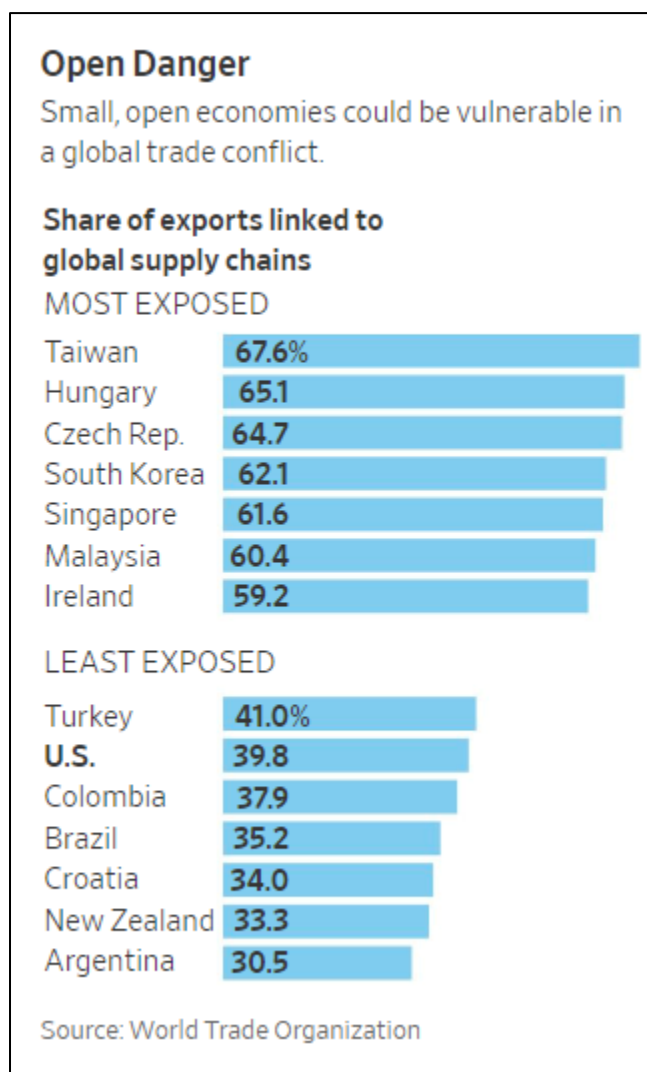 Open Danger
Small, open economies could be vulnerable in
a global trade conflict.
Share of exports linked to
global supply chains
MOST EXPOSED
Taiwan 67.6%
Hungary 65.1
Czech Rep. 64.7
South Korea 62.1
Singapore 61.6
Malaysia 60.4
Ireland 59.2
LEAST EXPOSED
Turkey 41.0%
U.S. 39.8
Colombia 37.9
Brazil 35.2
Croatia 34.0
New Zealand 33.3
Argentina 30.5
Source: World Trade Organization